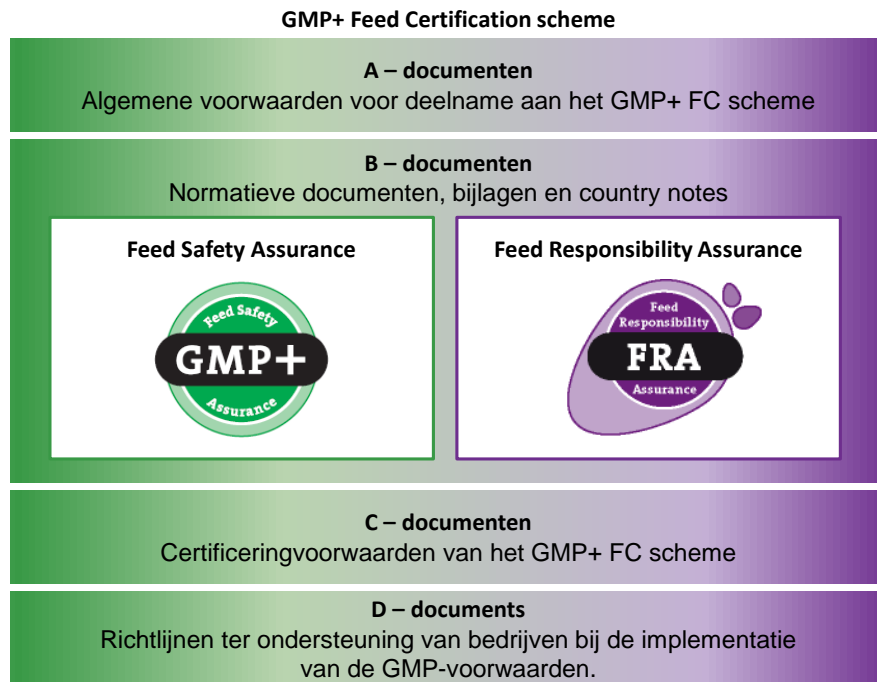 GMP+ Feed Certification scheme
A – documenten
Algemene voorwaarden voor deelname aan het GMP+ FC scheme
B – documenten
Normatieve documenten, bijlagen en country notes
Feed Safety Assurance
Feed Safety
GMP+
Assurance
Feed Responsibility Assurance
Feed
Responsibility
FRA
Assurance
C – documenten
Certificeringvoorwaarden van het GMP+ FC scheme
D – documents
Richtlijnen ter ondersteuning van bedrijven bij de implementatie
van de GMP-voorwaarden.